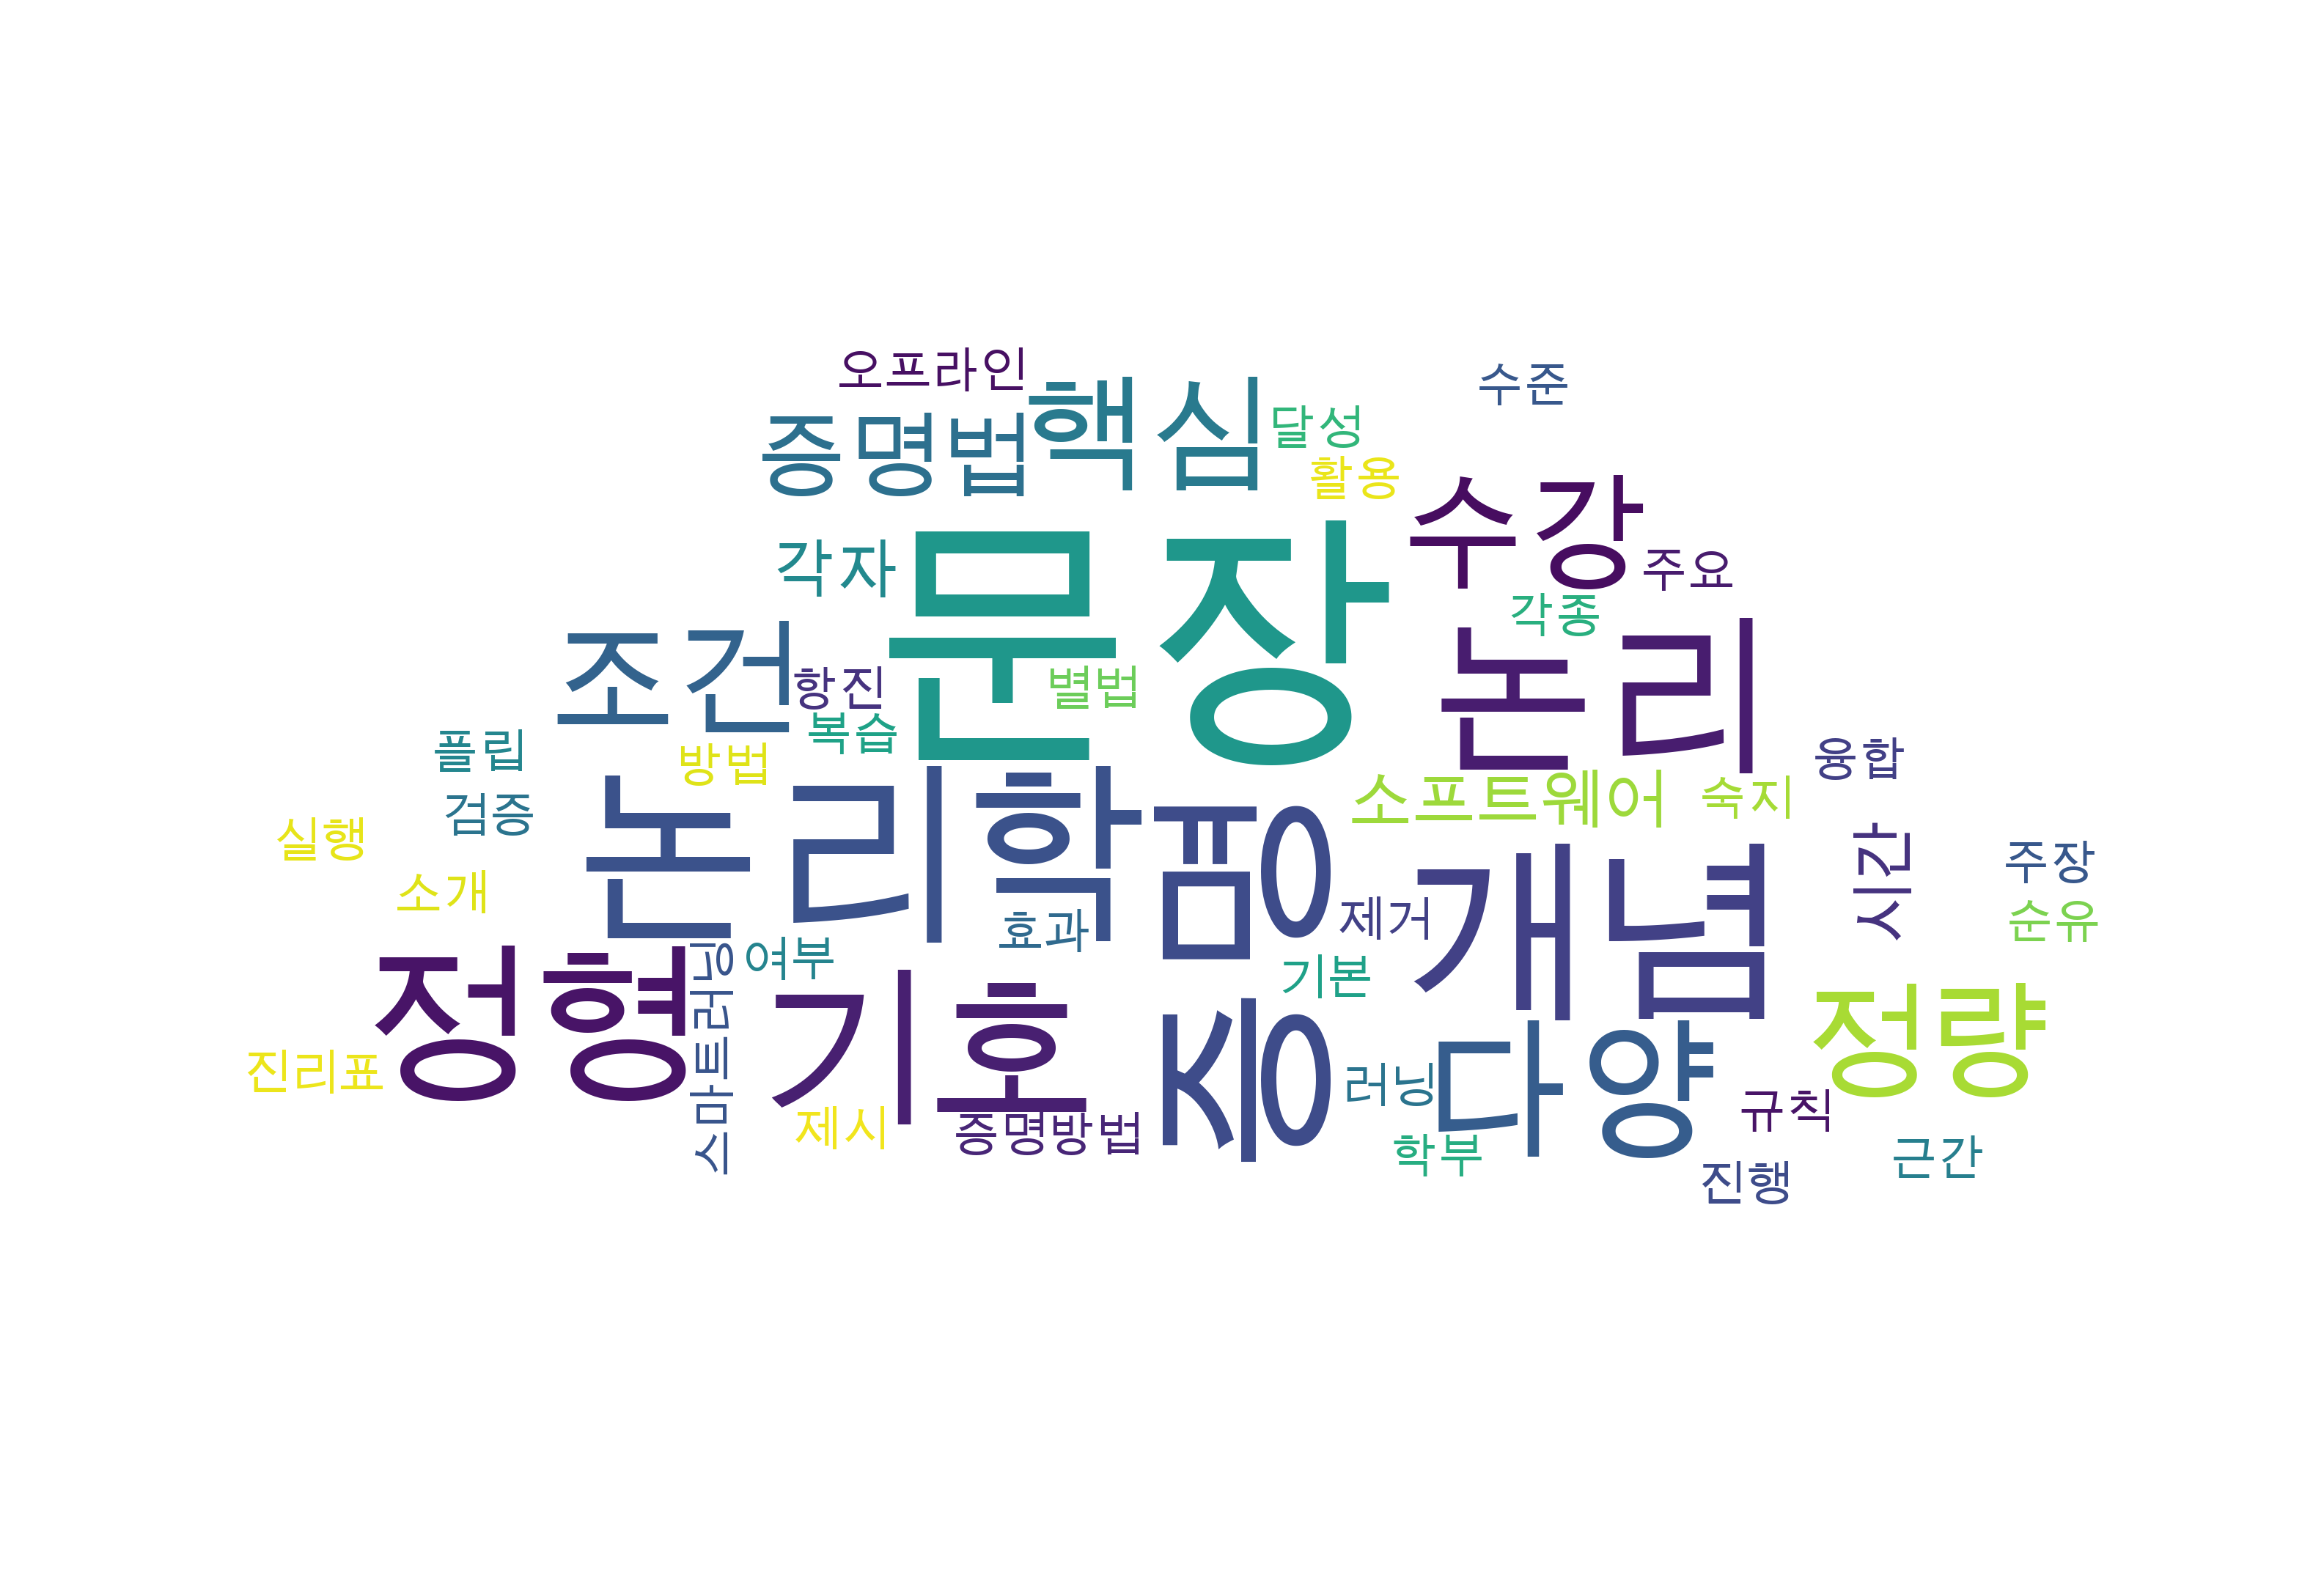 오프라인
핵심
수준
증명법
달성
활용
수강
각자
문장
주요
각종
조건
논리
항진
별법
복습
플립
방법
융합
논리학
소프트웨어
숙지
검증
실행
증명
개념
시간
주장
소개
제거
순유
효과
정형
여부
스마트러닝
기호
기본
정량
진리표
러닝
다양
규칙
제시
증명방법
학부
근간
진행